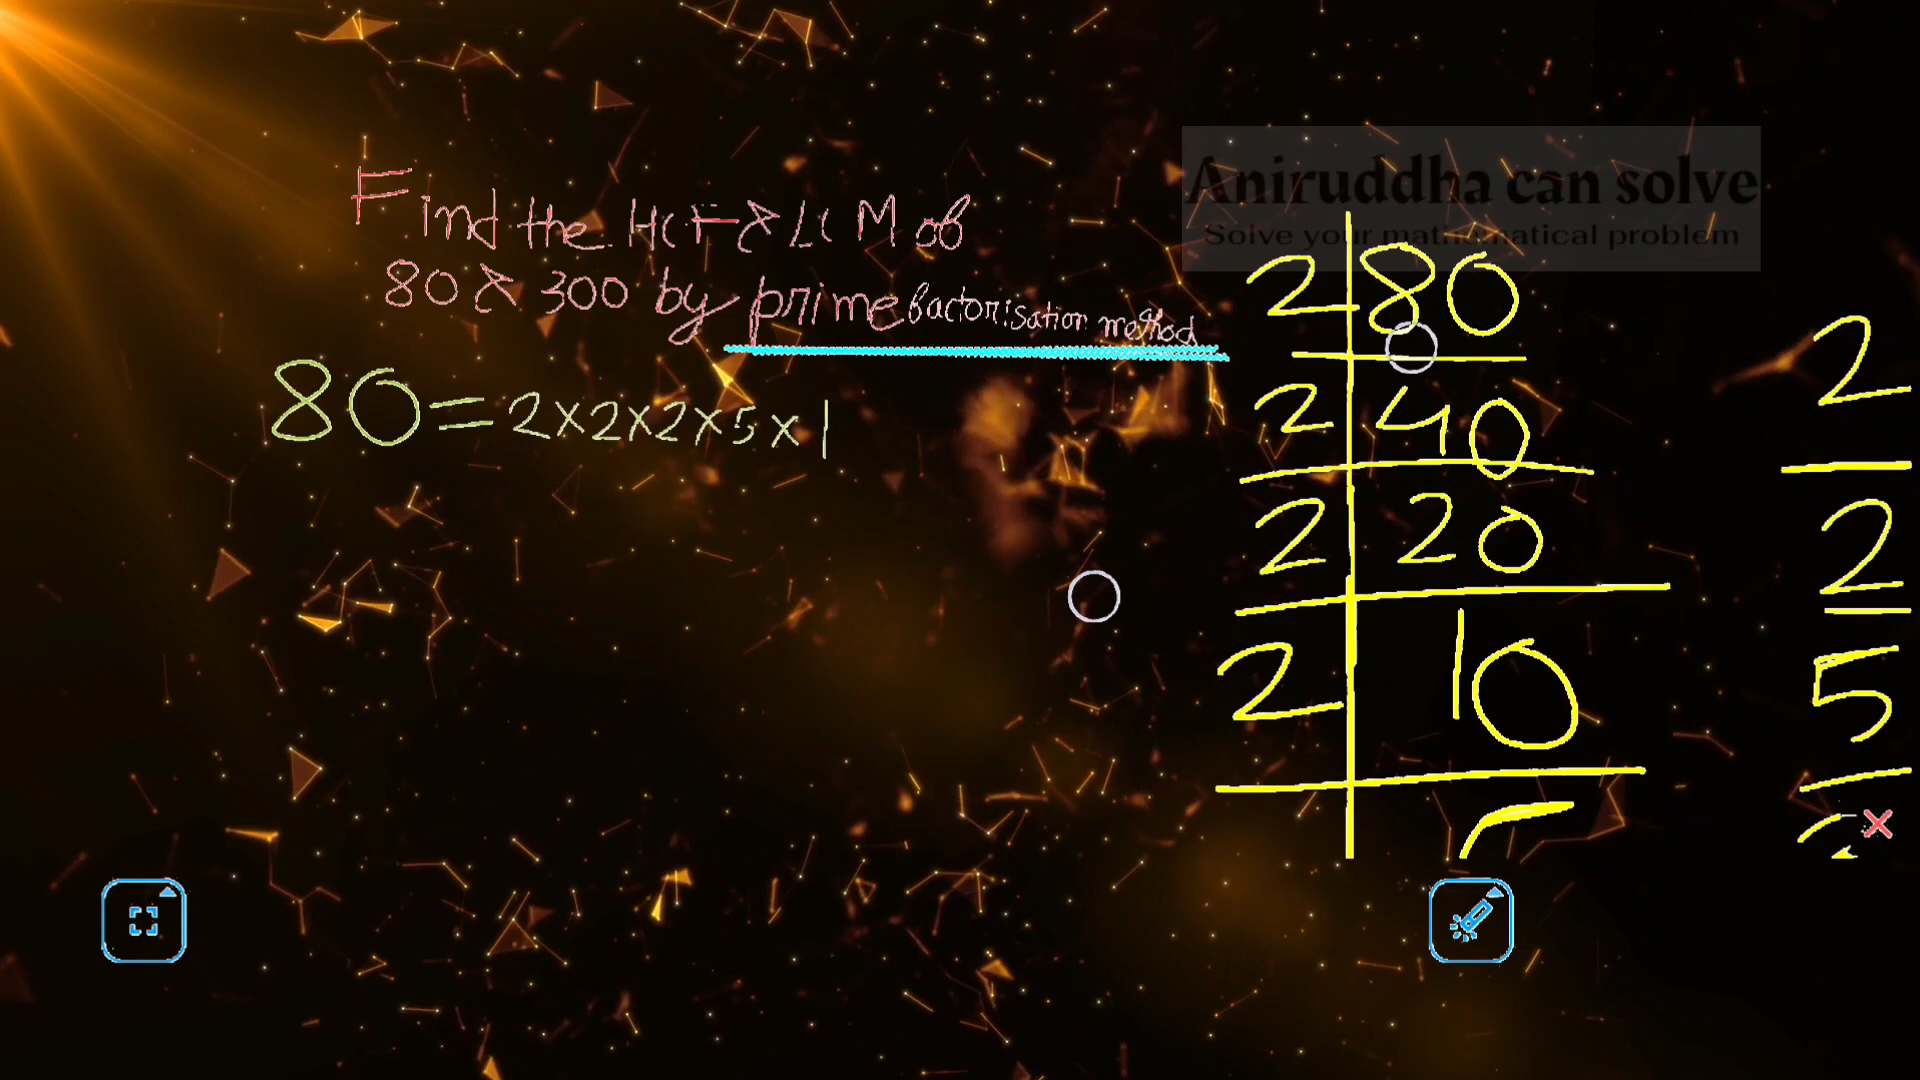 Aniruddha can solve
Solve your mathematical problem
Find the HCF & LCM of
80 & 300 by prime factorisation method
80=2×2×2×5×1
2 80
2 40
2 20
2 10
5
2
2
5